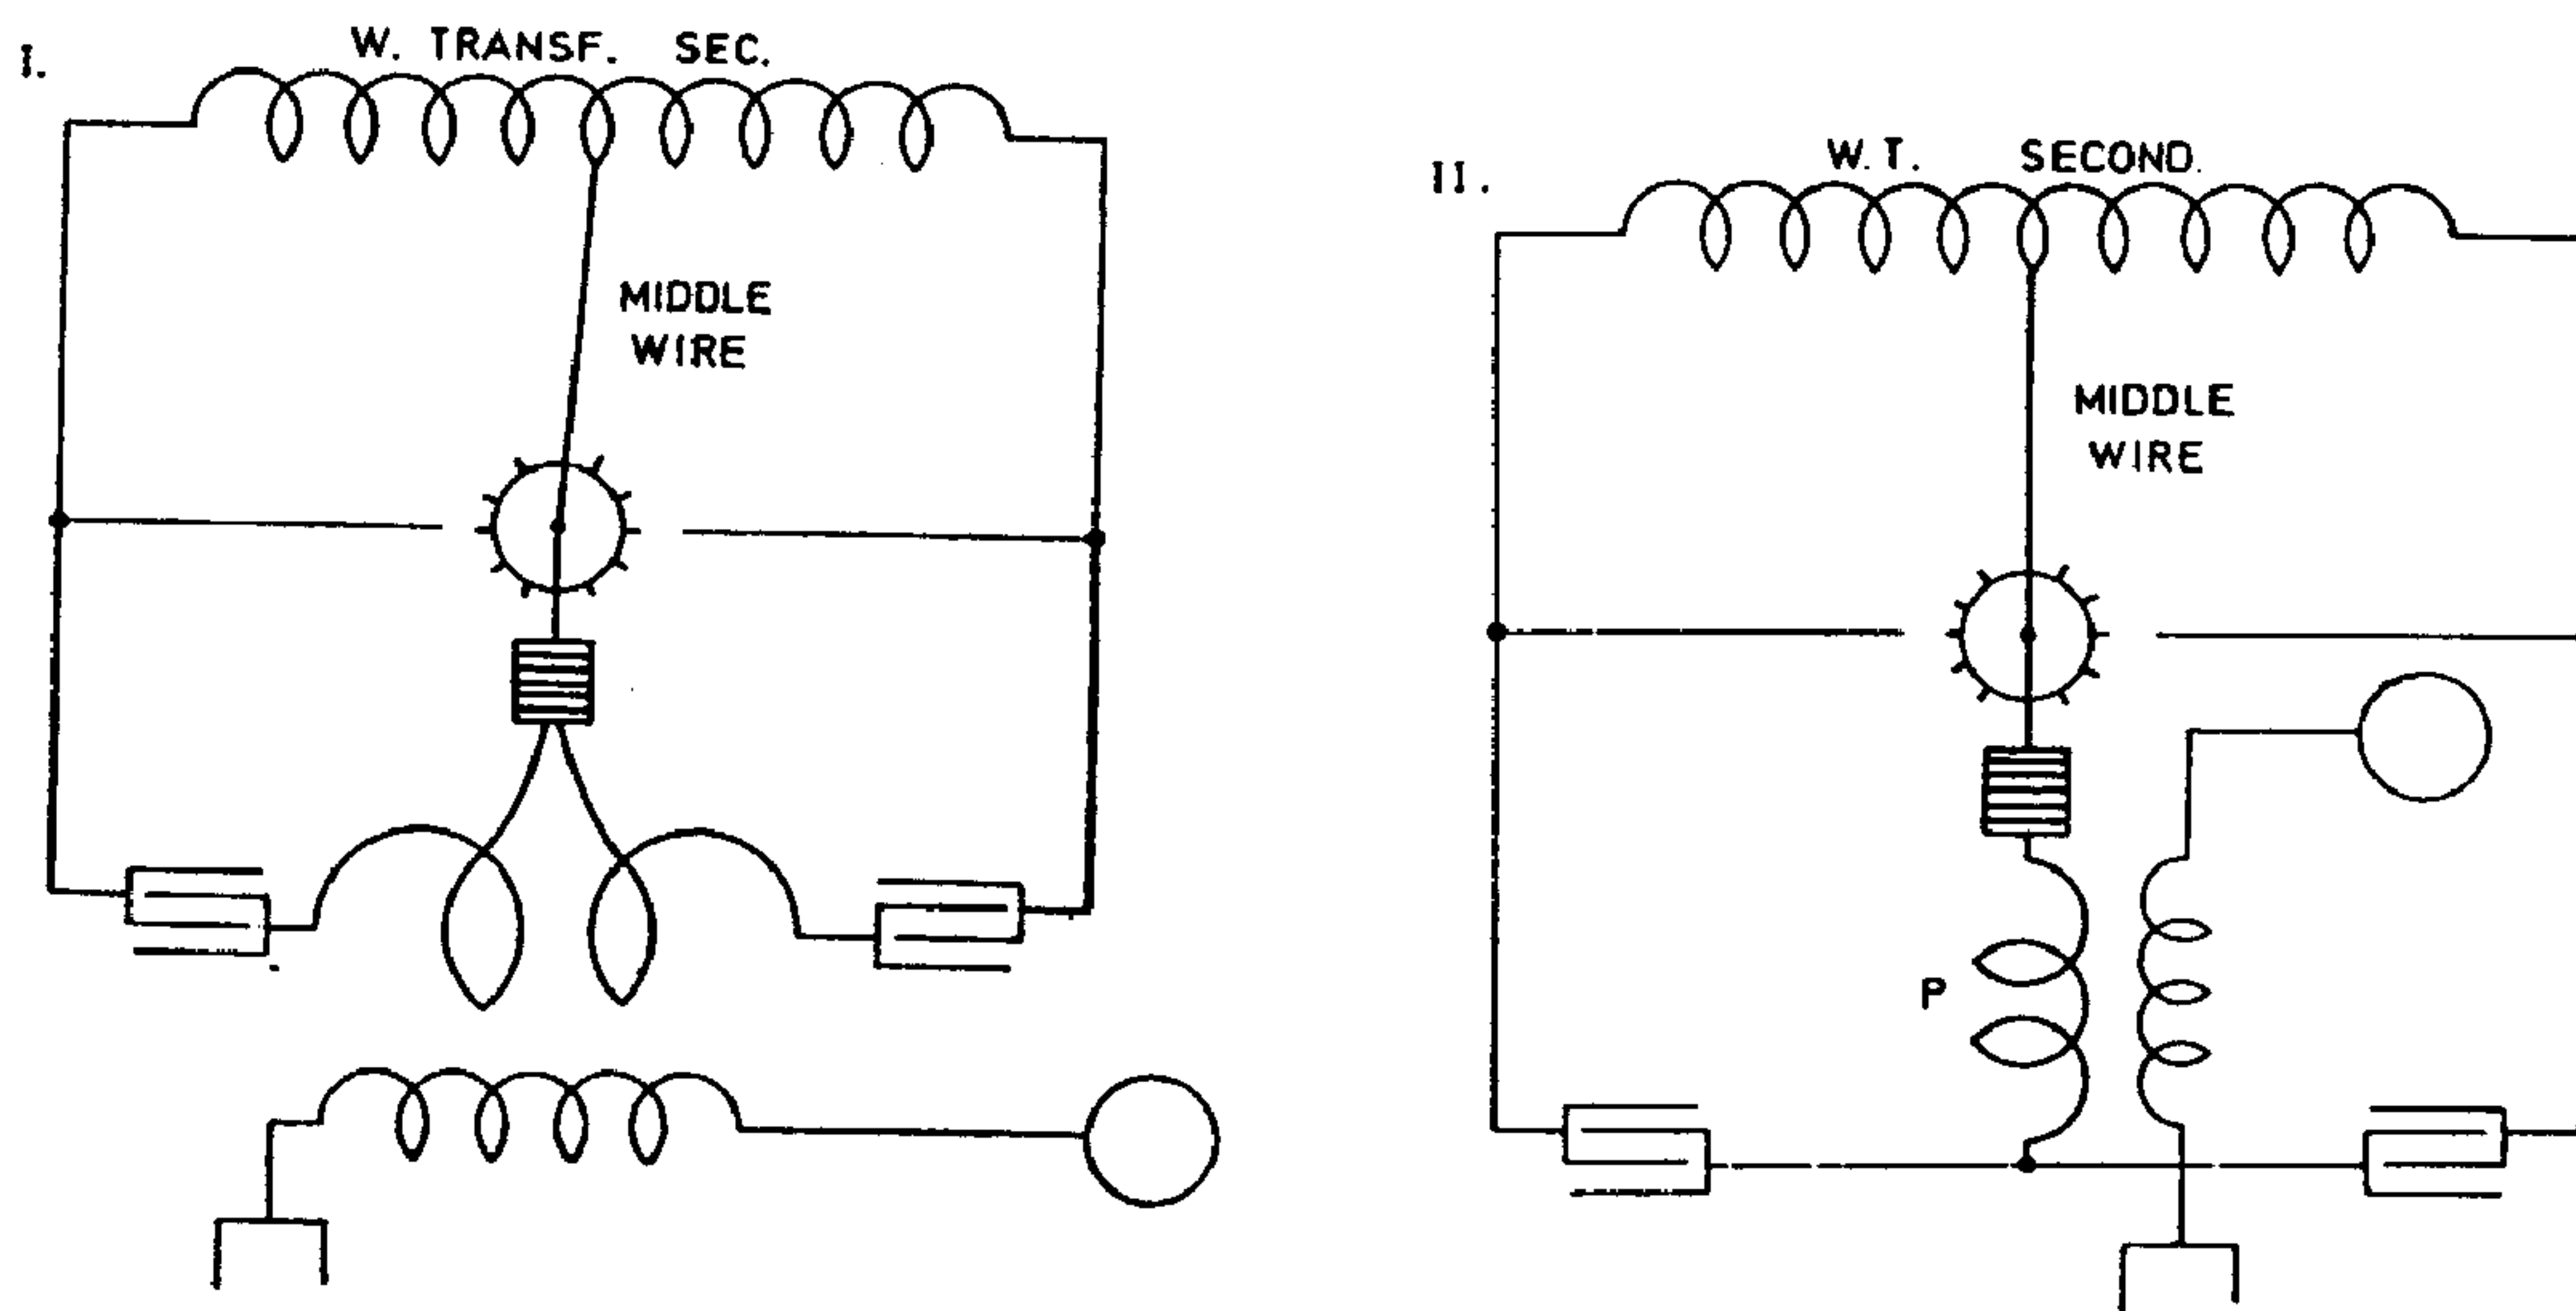 I.
W. TRANSF. SEC.
MIDDLE
WIRE
II.
W.T. SECOND.
MIDDLE
WIRE
P